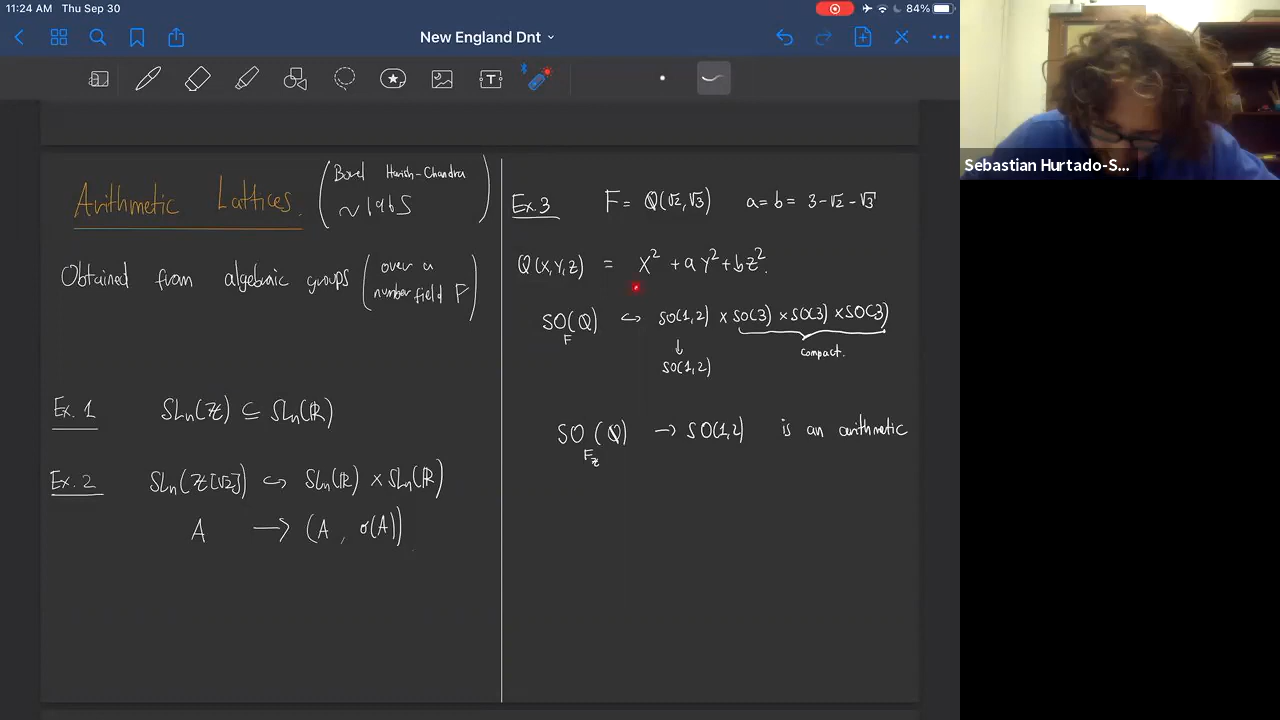 11:24 AM Thu Sep 30
84%
New England Dnt
T
Arithmetic Lattices.
(Borel Harish-Chandra
~1965)
Obtained from algebraic groups (over a
number field F)
Ex. 1 SLn(ℤ) ⊆ SLn(ℝ)
Ex. 2 SLn(ℤ[√2]) ↪ SLn(ℝ) × SLn(ℝ)
A → (A, σ(A))
Ex. 3 F = Q(√2,√3) a=b= 3-√2-√3
Q(X,Y,Z) = X² + aY² + bZ².
SO(Q) ↪ SO(1,2) × SO(3) × SO(3) × SO(3)
F
compact.
↓
SO(1,2)
SO(Q) → SO(1,2) is an arithmetic
Fℤ
Sebastian Hurtado-S...